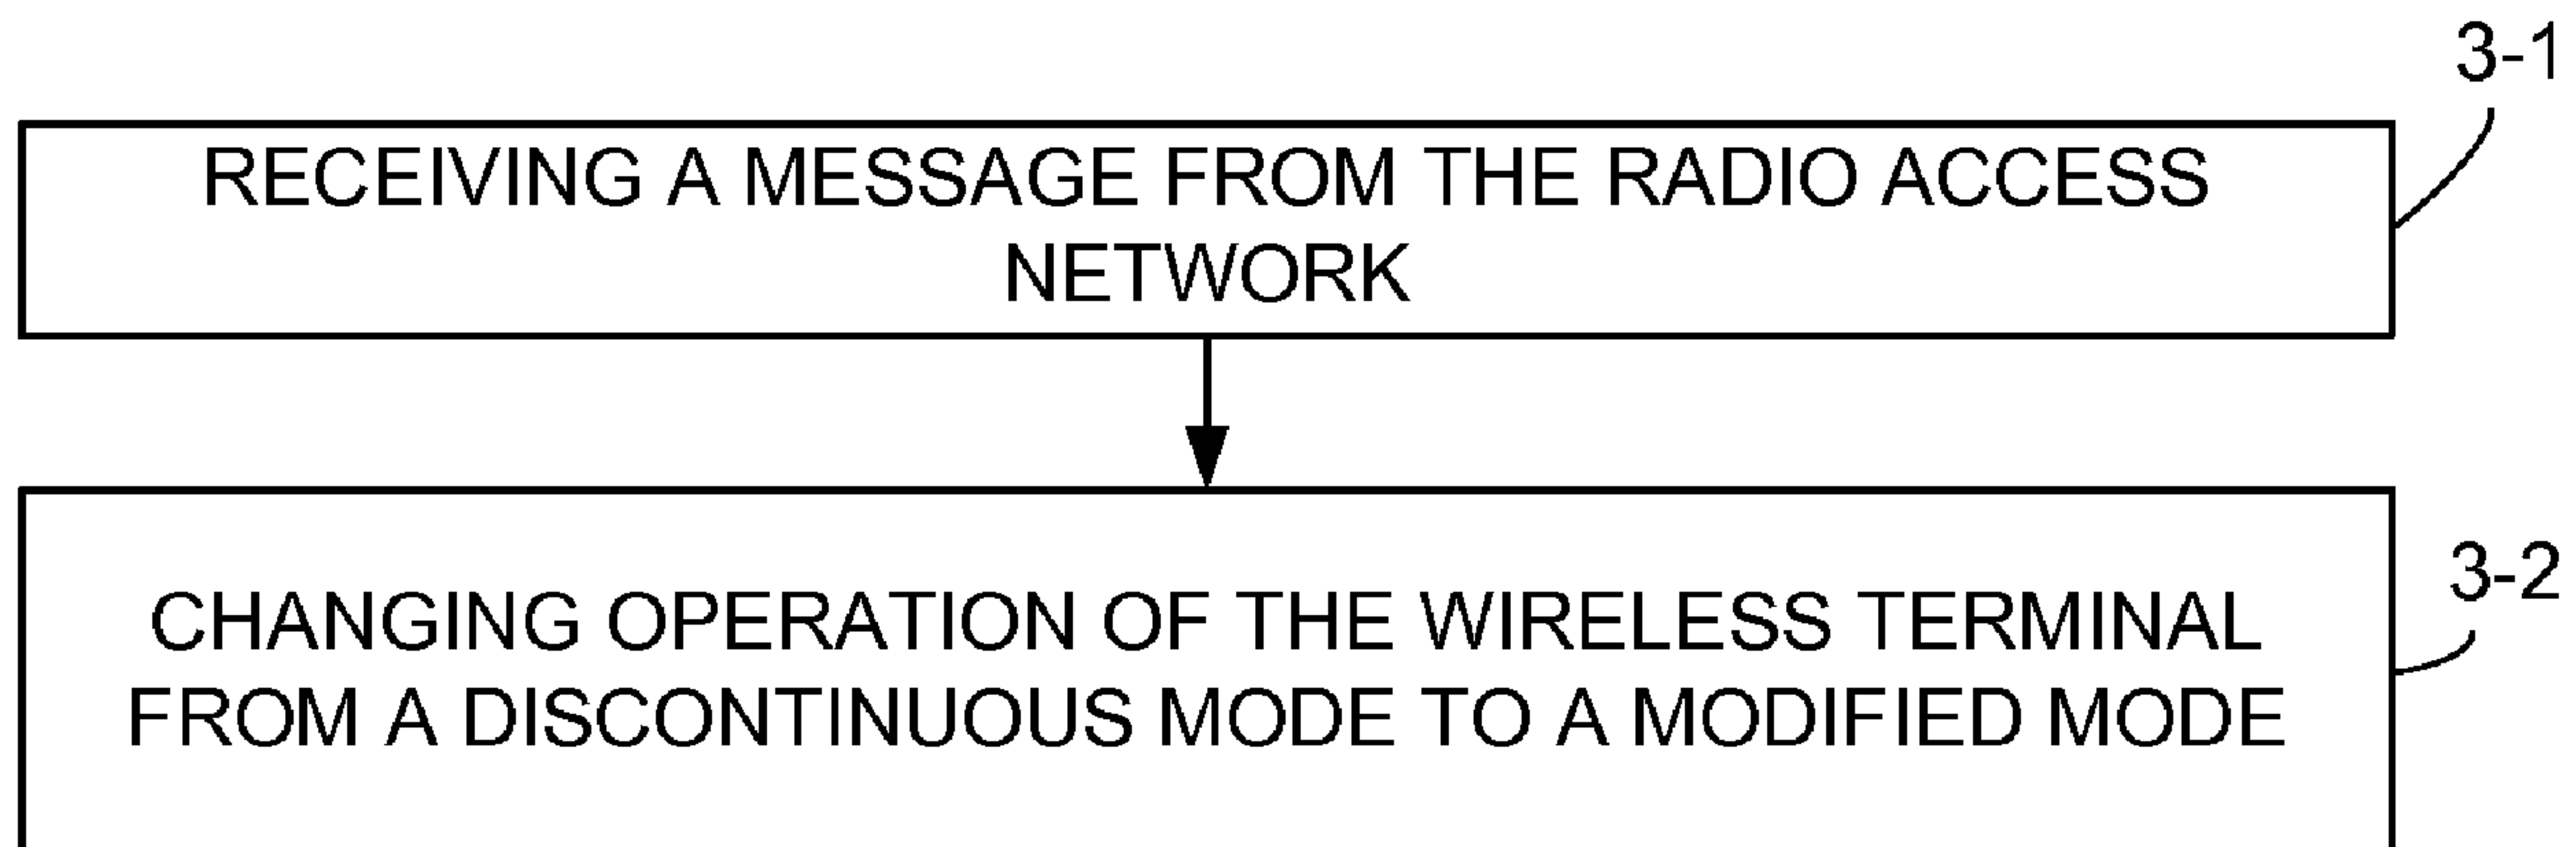 3-1
RECEIVING A MESSAGE FROM THE RADIO ACCESS
NETWORK
3-2
CHANGING OPERATION OF THE WIRELESS TERMINAL
FROM A DISCONTINUOUS MODE TO A MODIFIED MODE